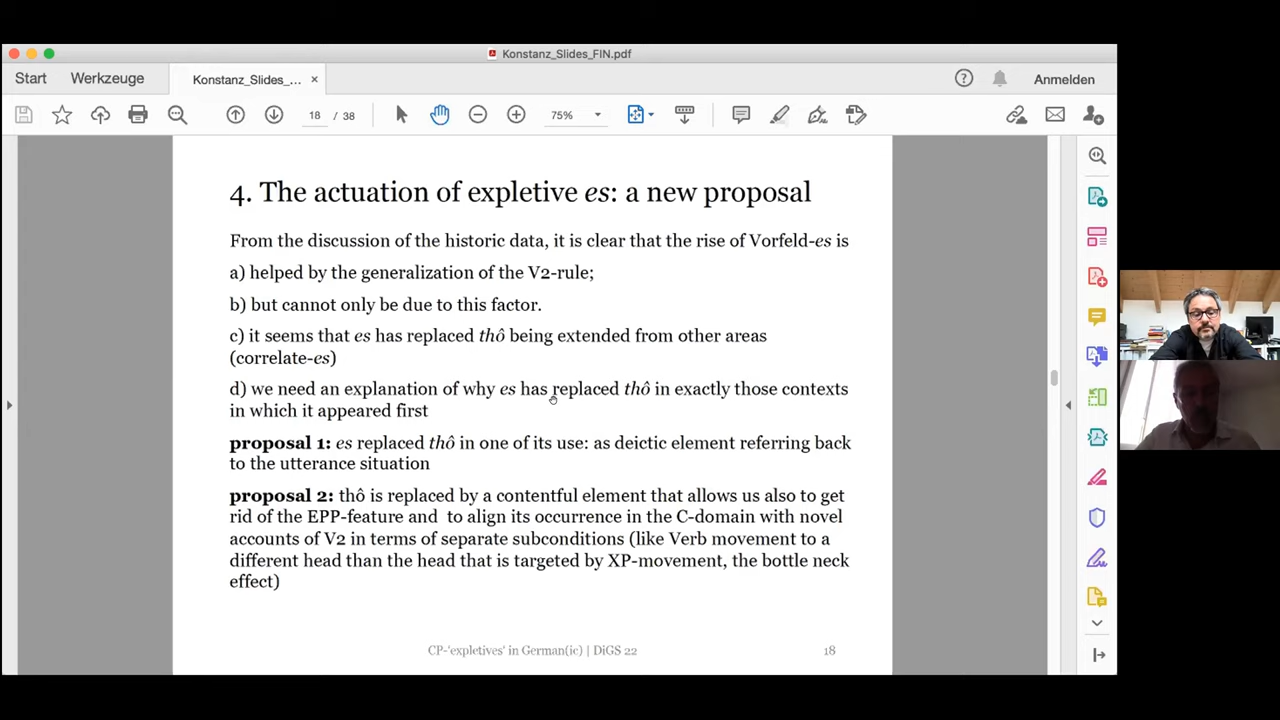 Konstanz_Slides_FIN.pdf
Start Werkzeuge Konstanz_Slides_... × Anmelden
18 / 38 75%
4. The actuation of expletive es: a new proposal
From the discussion of the historic data, it is clear that the rise of Vorfeld-es is
a) helped by the generalization of the V2-rule;
b) but cannot only be due to this factor.
c) it seems that es has replaced thô being extended from other areas
(correlate-es)
d) we need an explanation of why es has replaced thô in exactly those contexts
in which it appeared first
proposal 1: es replaced thô in one of its use: as deictic element referring back
to the utterance situation
proposal 2: thô is replaced by a contentful element that allows us also to get
rid of the EPP-feature and to align its occurrence in the C-domain with novel
accounts of V2 in terms of separate subconditions (like Verb movement to a
different head than the head that is targeted by XP-movement, the bottle neck
effect)
CP-'expletives' in German(ic) | DiGS 22 18